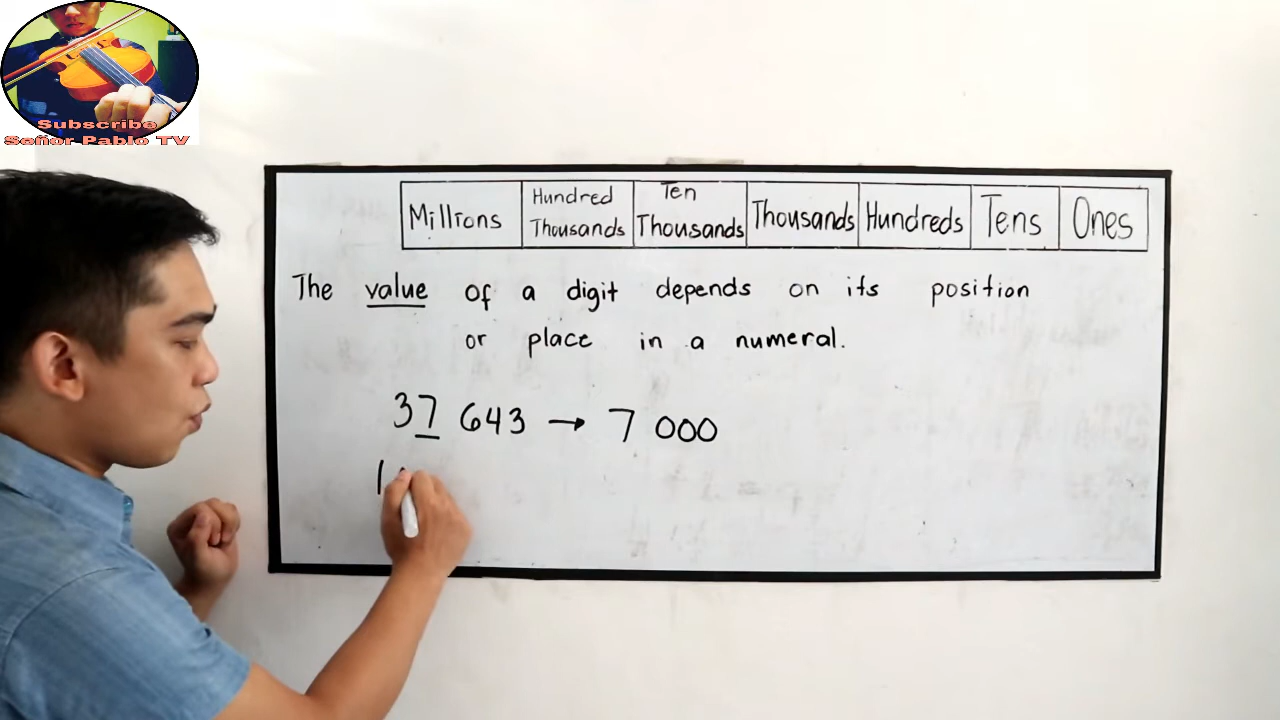 Subscribe
Señor Pablo TV
Millions Hundred Thousands Ten Thousands Thousands Hundreds Tens Ones
The value of a digit depends on its position
or place in a numeral.
37 643 → 7 000
1